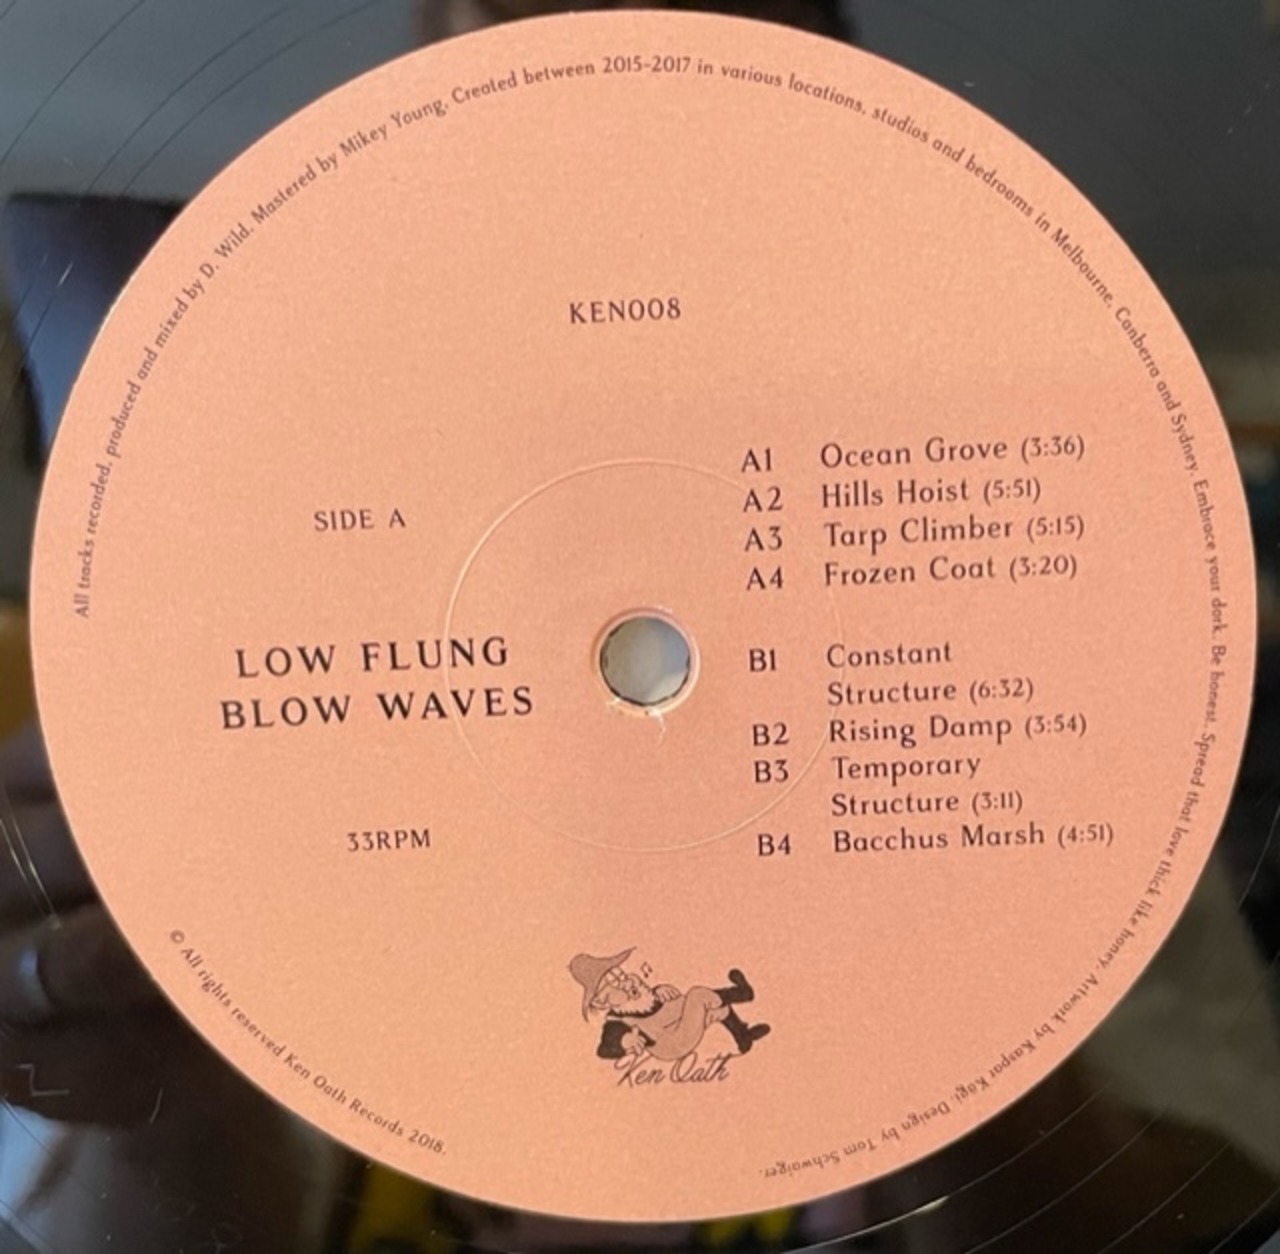 All tracks recorded, produced and mixed by D. Wild. Mastered by Mikey Young. Created between 2015-2017 in various locations, studios and bedrooms in Melbourne, Canberra and Sydney. Embrace your dork. Be honest. Spread that love thick like honey. Artwork by Kaspar Kagi. Design by Tom Schwaiger.
KEN008
SIDE A
LOW FLUNG
BLOW WAVES
33RPM
A1 Ocean Grove (3:36)
A2 Hills Hoist (5:51)
A3 Tarp Climber (5:15)
A4 Frozen Coat (3:20)
B1 Constant
Structure (6:32)
B2 Rising Damp (3:54)
B3 Temporary
Structure (3:11)
B4 Bacchus Marsh (4:51)
Ken Oath
© All rights reserved Ken Oath Records 2018.